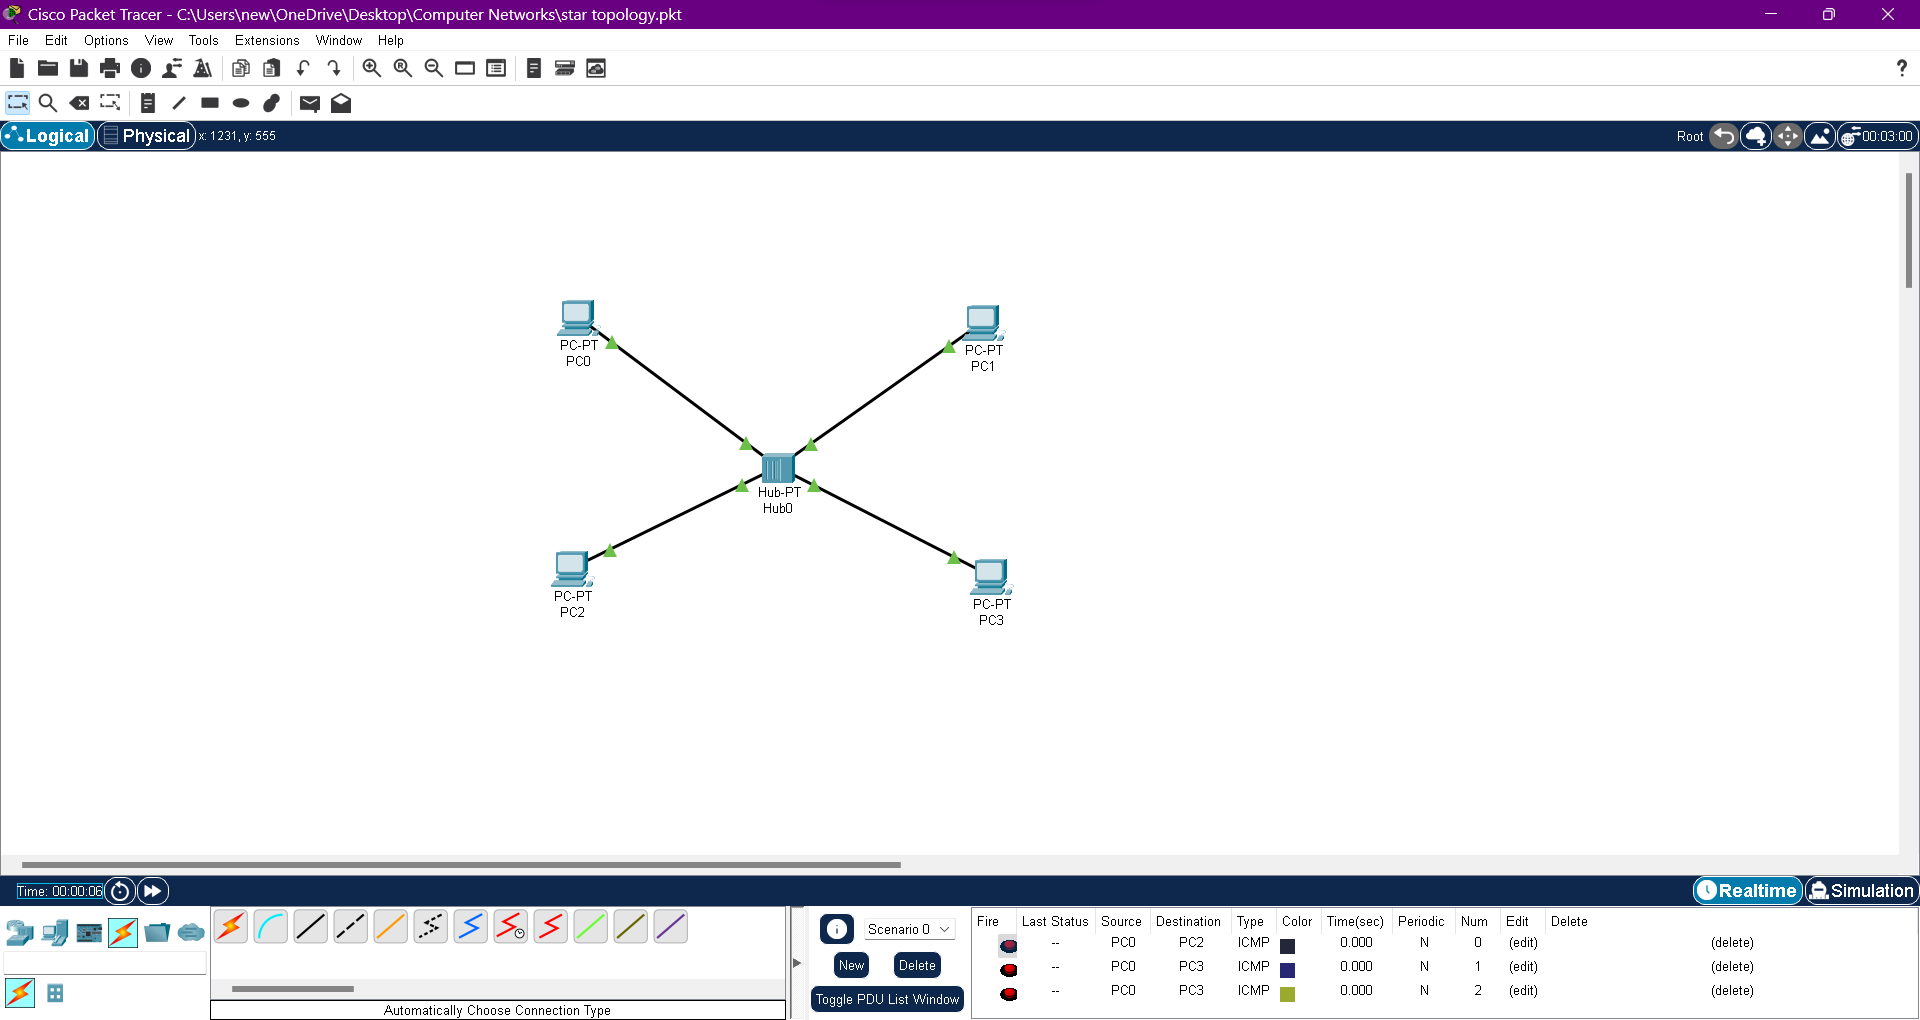 Cisco Packet Tracer - C:\Users\new\OneDrive\Desktop\Computer Networks\star topology.pkt
File Edit Options View Tools Extensions Window Help
?
Logical Physical x: 1231, y: 555 Root 00:03:00
PC-PT
PC0
PC-PT
PC1
Hub-PT
Hub0
PC-PT
PC2
PC-PT
PC3
Time: 00:00:06 Realtime Simulation
Scenario 0
New Delete
Toggle PDU List Window
Automatically Choose Connection Type
Fire Last Status Source Destination Type Color Time(sec) Periodic Num Edit Delete
-- PC0 PC2 ICMP 0.000 N 0 (edit) (delete)
-- PC0 PC3 ICMP 0.000 N 1 (edit) (delete)
-- PC0 PC3 ICMP 0.000 N 2 (edit) (delete)